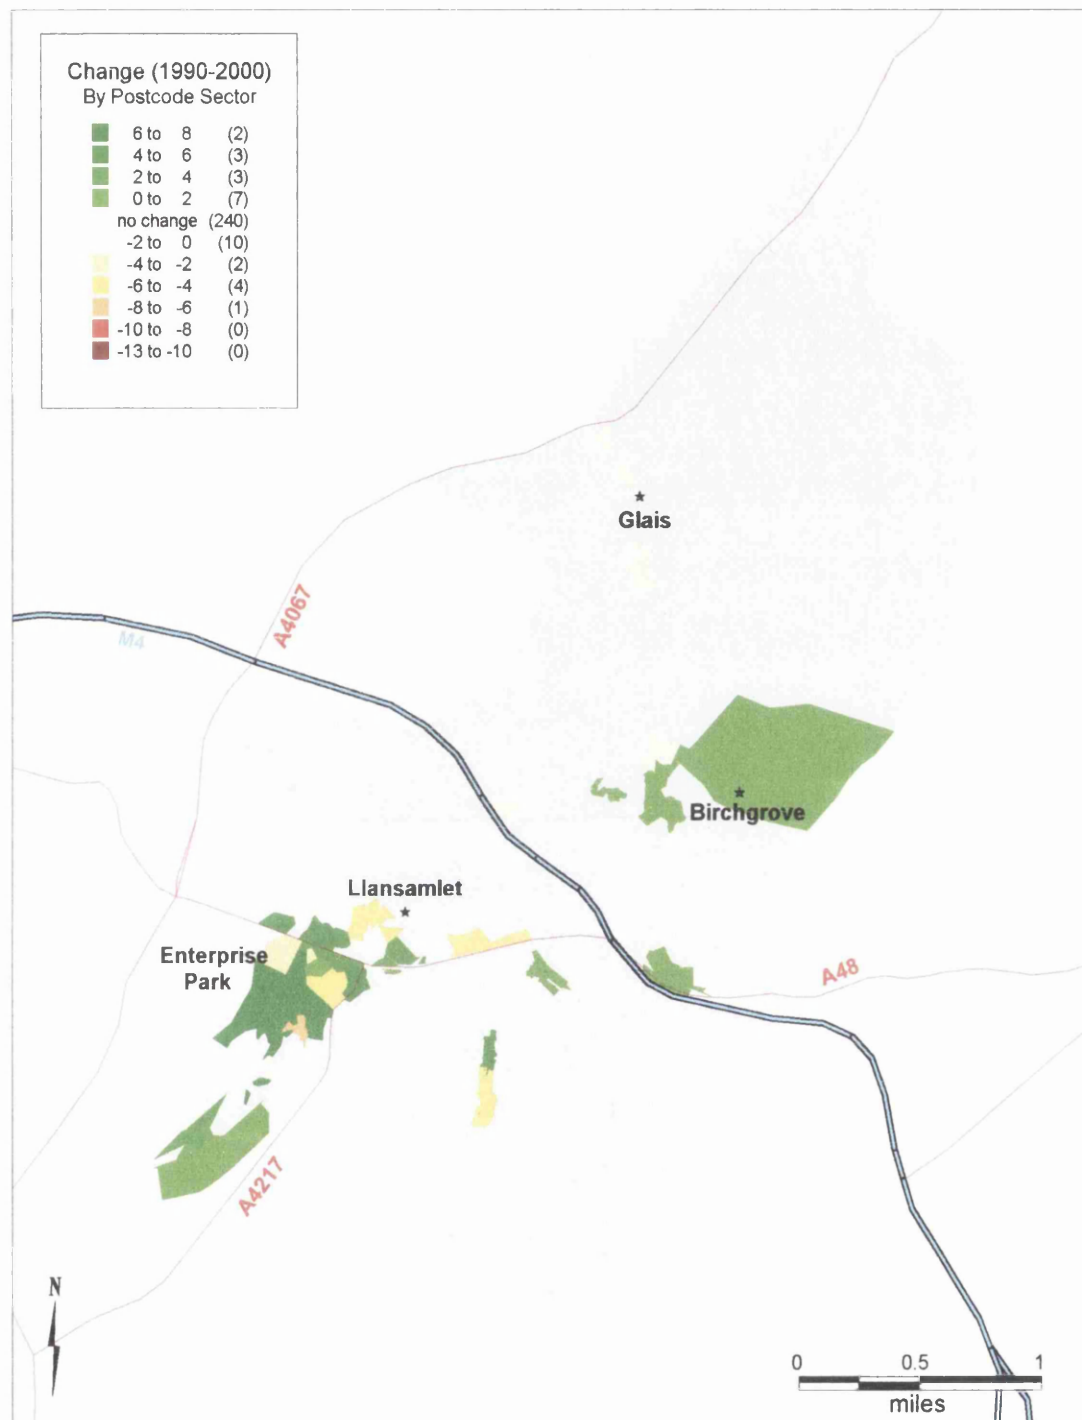 Change (1990-2000)
By Postcode Sector
6 to 8 (2)
4 to 6 (3)
2 to 4 (3)
0 to 2 (7)
no change (240)
-2 to 0 (10)
-4 to -2 (2)
-6 to -4 (4)
-8 to -6 (1)
-10 to -8 (0)
-13 to -10 (0)
Glais
A4067
M4
Birchgrove
Llansamlet
Enterprise
Park
A48
A4217
N
0 0.5 1
miles